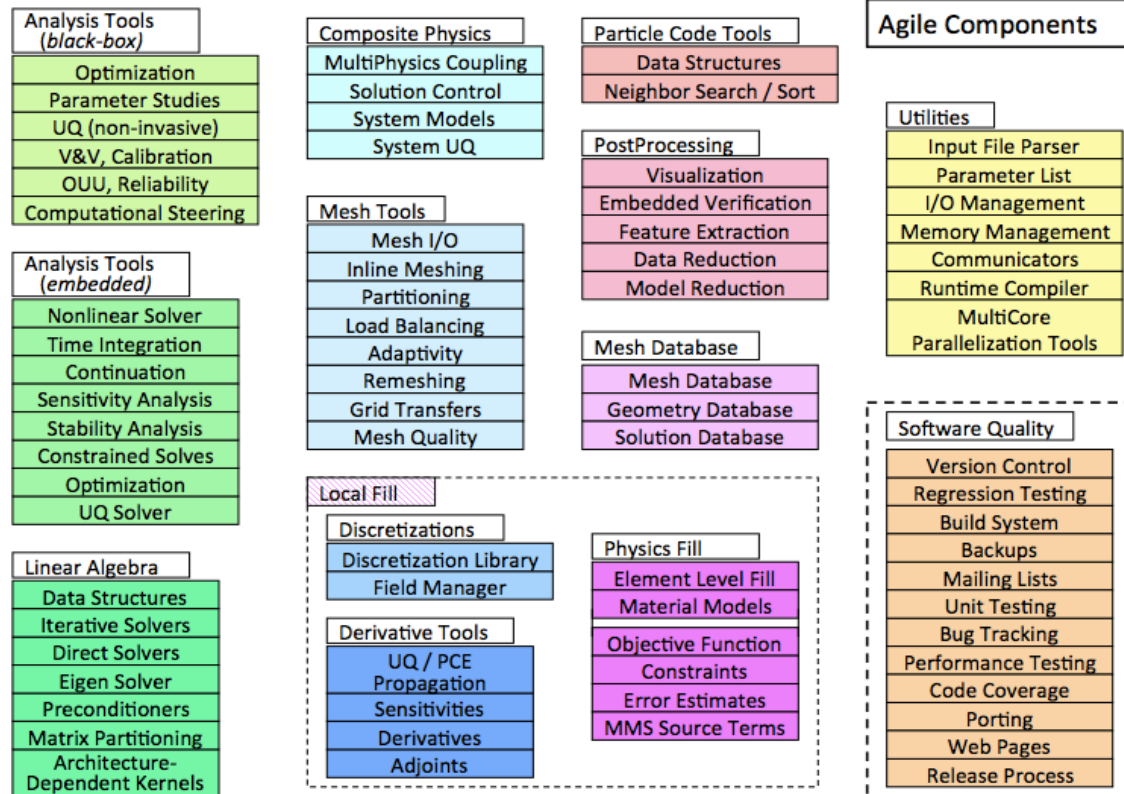 Analysis Tools
(black-box)
Optimization
Parameter Studies
UQ (non-invasive)
V&V, Calibration
OUU, Reliability
Computational Steering
Analysis Tools
(embedded)
Nonlinear Solver
Time Integration
Continuation
Sensitivity Analysis
Stability Analysis
Constrained Solves
Optimization
UQ Solver
Linear Algebra
Data Structures
Iterative Solvers
Direct Solvers
Eigen Solver
Preconditioners
Matrix Partitioning
Architecture-
Dependent Kernels
Composite Physics
MultiPhysics Coupling
Solution Control
System Models
System UQ
Mesh Tools
Mesh I/O
Inline Meshing
Partitioning
Load Balancing
Adaptivity
Remeshing
Grid Transfers
Mesh Quality
Particle Code Tools
Data Structures
Neighbor Search / Sort
PostProcessing
Visualization
Embedded Verification
Feature Extraction
Data Reduction
Model Reduction
Mesh Database
Mesh Database
Geometry Database
Solution Database
Local Fill
Discretizations
Discretization Library
Field Manager
Derivative Tools
UQ / PCE
Propagation
Sensitivities
Derivatives
Adjoints
Physics Fill
Element Level Fill
Material Models
Objective Function
Constraints
Error Estimates
MMS Source Terms
Agile Components
Utilities
Input File Parser
Parameter List
I/O Management
Memory Management
Communicators
Runtime Compiler
MultiCore
Parallelization Tools
Software Quality
Version Control
Regression Testing
Build System
Backups
Mailing Lists
Unit Testing
Bug Tracking
Performance Testing
Code Coverage
Porting
Web Pages
Release Process